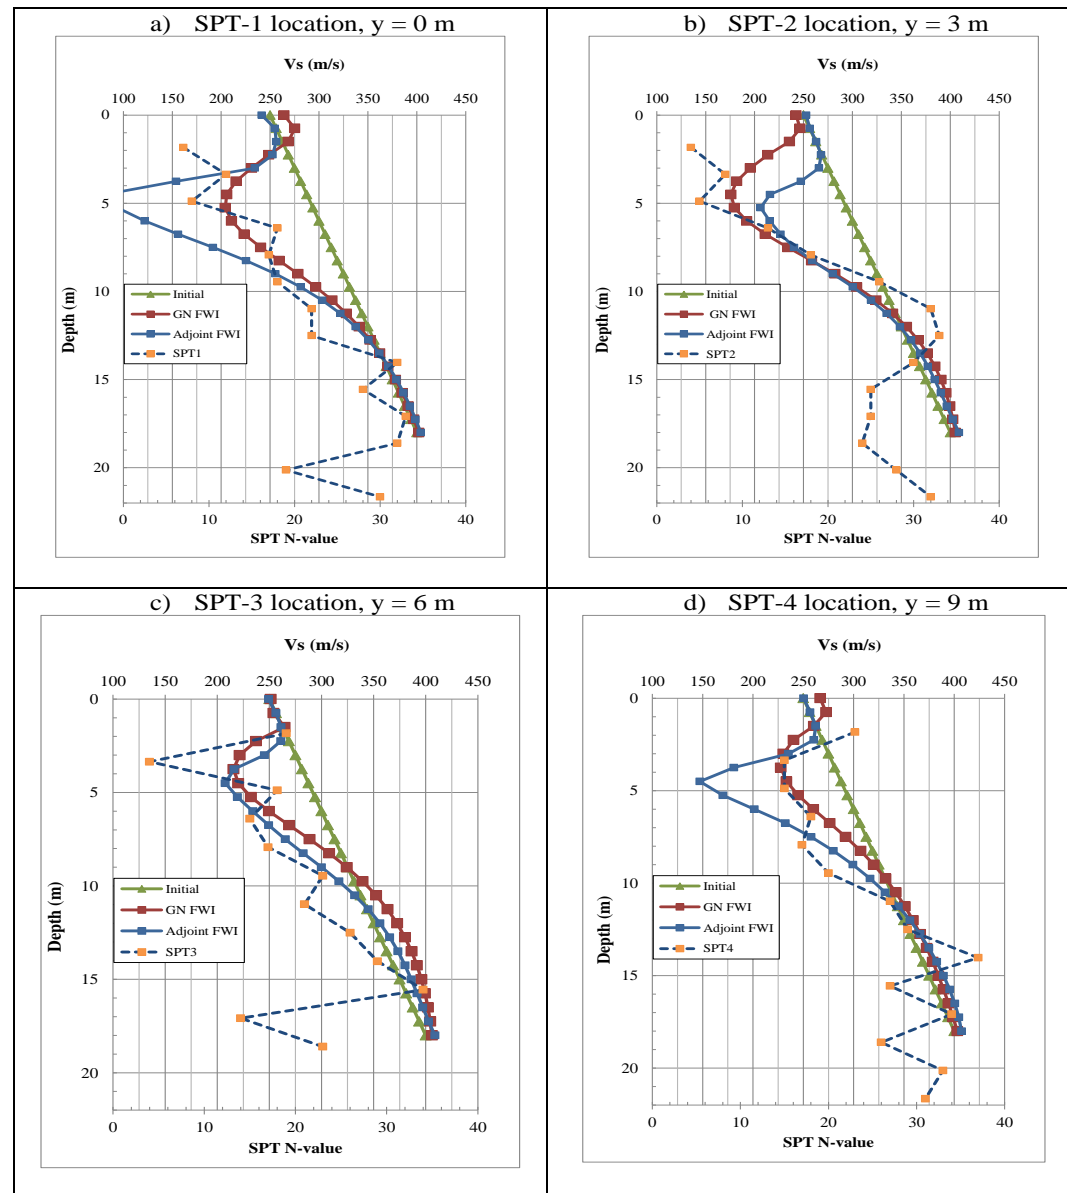 a) SPT-1 location, y = 0 m
Vs (m/s)
100 150 200 250 300 350 400 450
0
5
10
15
20
Depth (m)
Initial
GN FWI
Adjoint FWI
SPT1
0 10 20 30 40
SPT N-value
b) SPT-2 location, y = 3 m
Vs (m/s)
100 150 200 250 300 350 400 450
0
5
10
15
20
Depth (m)
Initial
GN FWI
Adjoint FWI
SPT2
0 10 20 30 40
SPT N-value
c) SPT-3 location, y = 6 m
Vs (m/s)
100 150 200 250 300 350 400 450
0
5
10
15
20
Depth (m)
Initial
GN FWI
Adjoint FWI
SPT3
0 10 20 30 40
SPT N-value
d) SPT-4 location, y = 9 m
Vs (m/s)
100 150 200 250 300 350 400 450
0
5
10
15
20
Depth (m)
Initial
GN FWI
Adjoint FWI
SPT4
0 10 20 30 40
SPT N-value